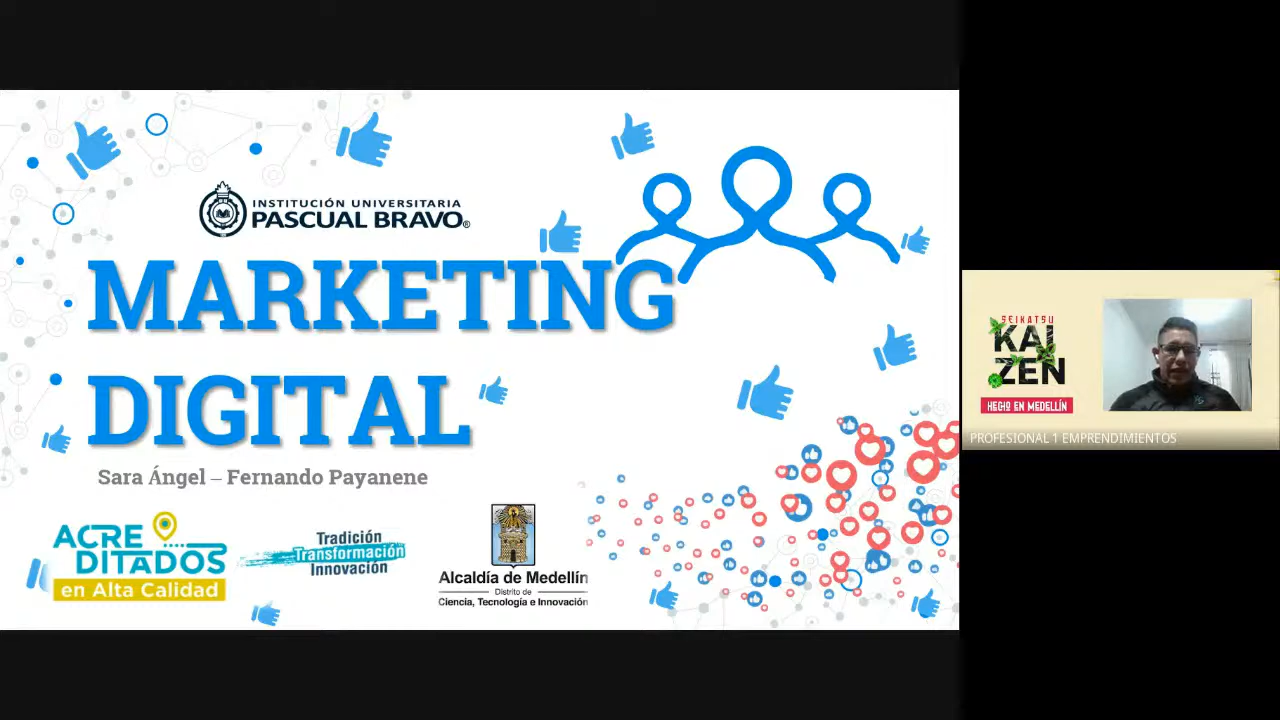 INSTITUCIÓN UNIVERSITARIA
PASCUAL BRAVO®
MARKETING
DIGITAL
Sara Ángel – Fernando Payanene
ACRE
DITADOS
en Alta Calidad
Tradición
Transformación
Innovación
Alcaldía de Medellín
Distrito de
Ciencia, Tecnología e Innovación
SEIKATSU
KAI
ZEN
HECHO EN MEDELLÍN
PROFESIONAL 1 EMPRENDIMIENTOS